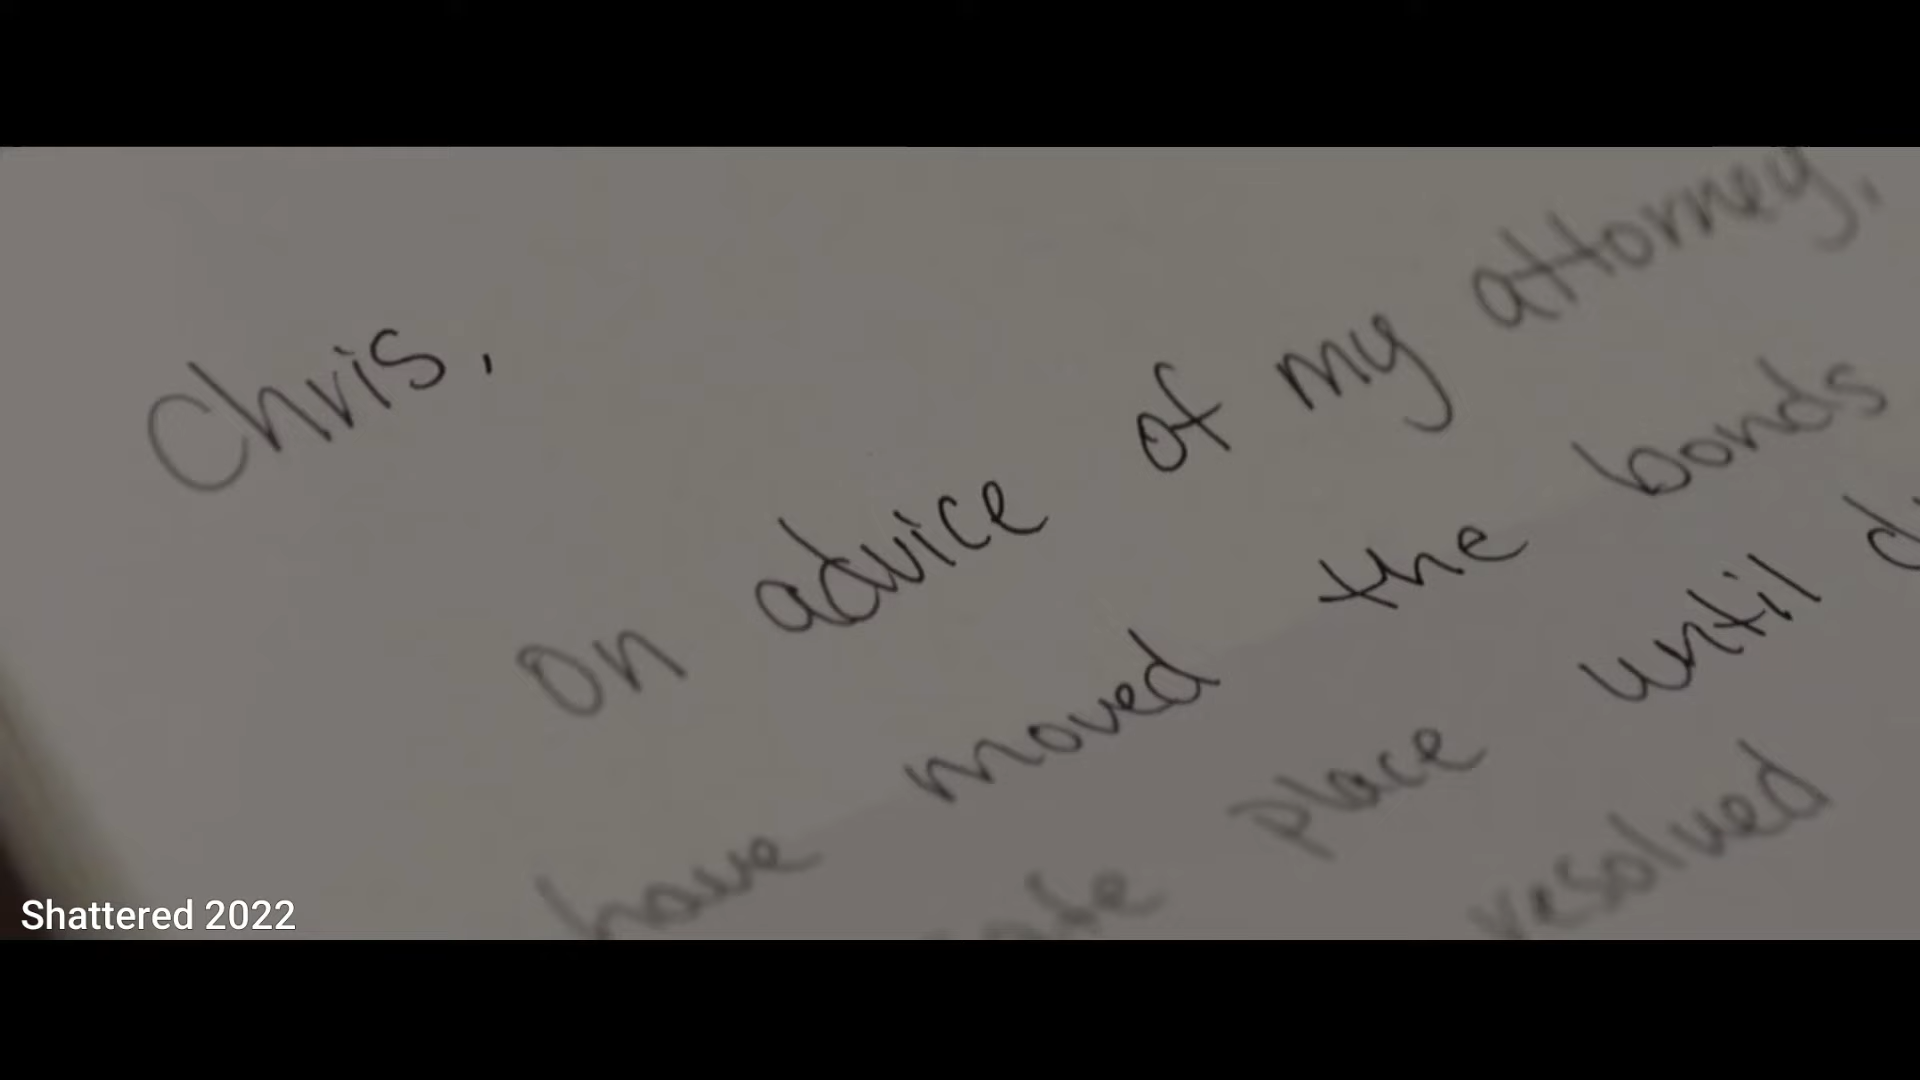 Chris,
on advice of my attorney,
have moved the bonds
place until
resolved
Shattered 2022